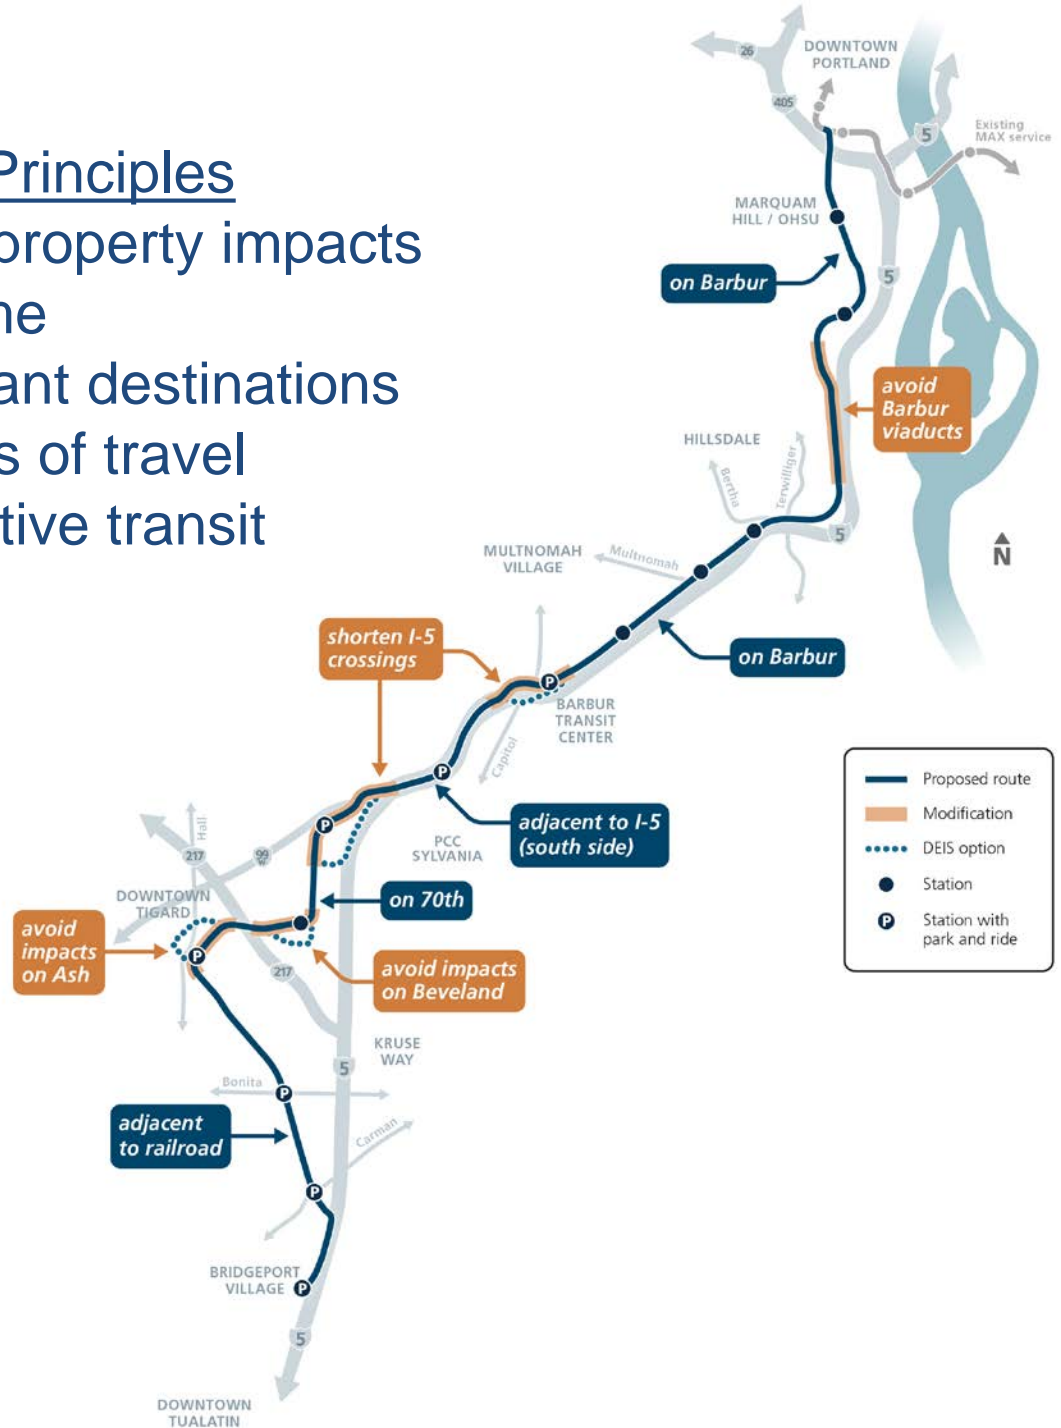 Principles
property impacts
ne
ant destinations
s of travel
tive transit
26
DOWNTOWN
PORTLAND
405
5
Existing
MAX service
MARQUAM
HILL / OHSU
on Barbur
5
avoid
Barbur
viaducts
HILLSDALE
Bertha
Terwilliger
5
N
MULTNOMAH
VILLAGE
Multnomah
shorten I-5
crossings
on Barbur
P
BARBUR
TRANSIT
CENTER
Capitol
P
adjacent to I-5
(south side)
PCC
SYLVANIA
P
Hall
217
99
W
DOWNTOWN
TIGARD
on 70th
avoid
impacts
on Ash
P
217
avoid impacts
on Beveland
KRUSE
WAY
5
Bonita
P
adjacent
to railroad
Carman
P
BRIDGEPORT
VILLAGE
P
5
DOWNTOWN
TUALATIN
Proposed route
Modification
DEIS option
Station
P
Station with
park and ride